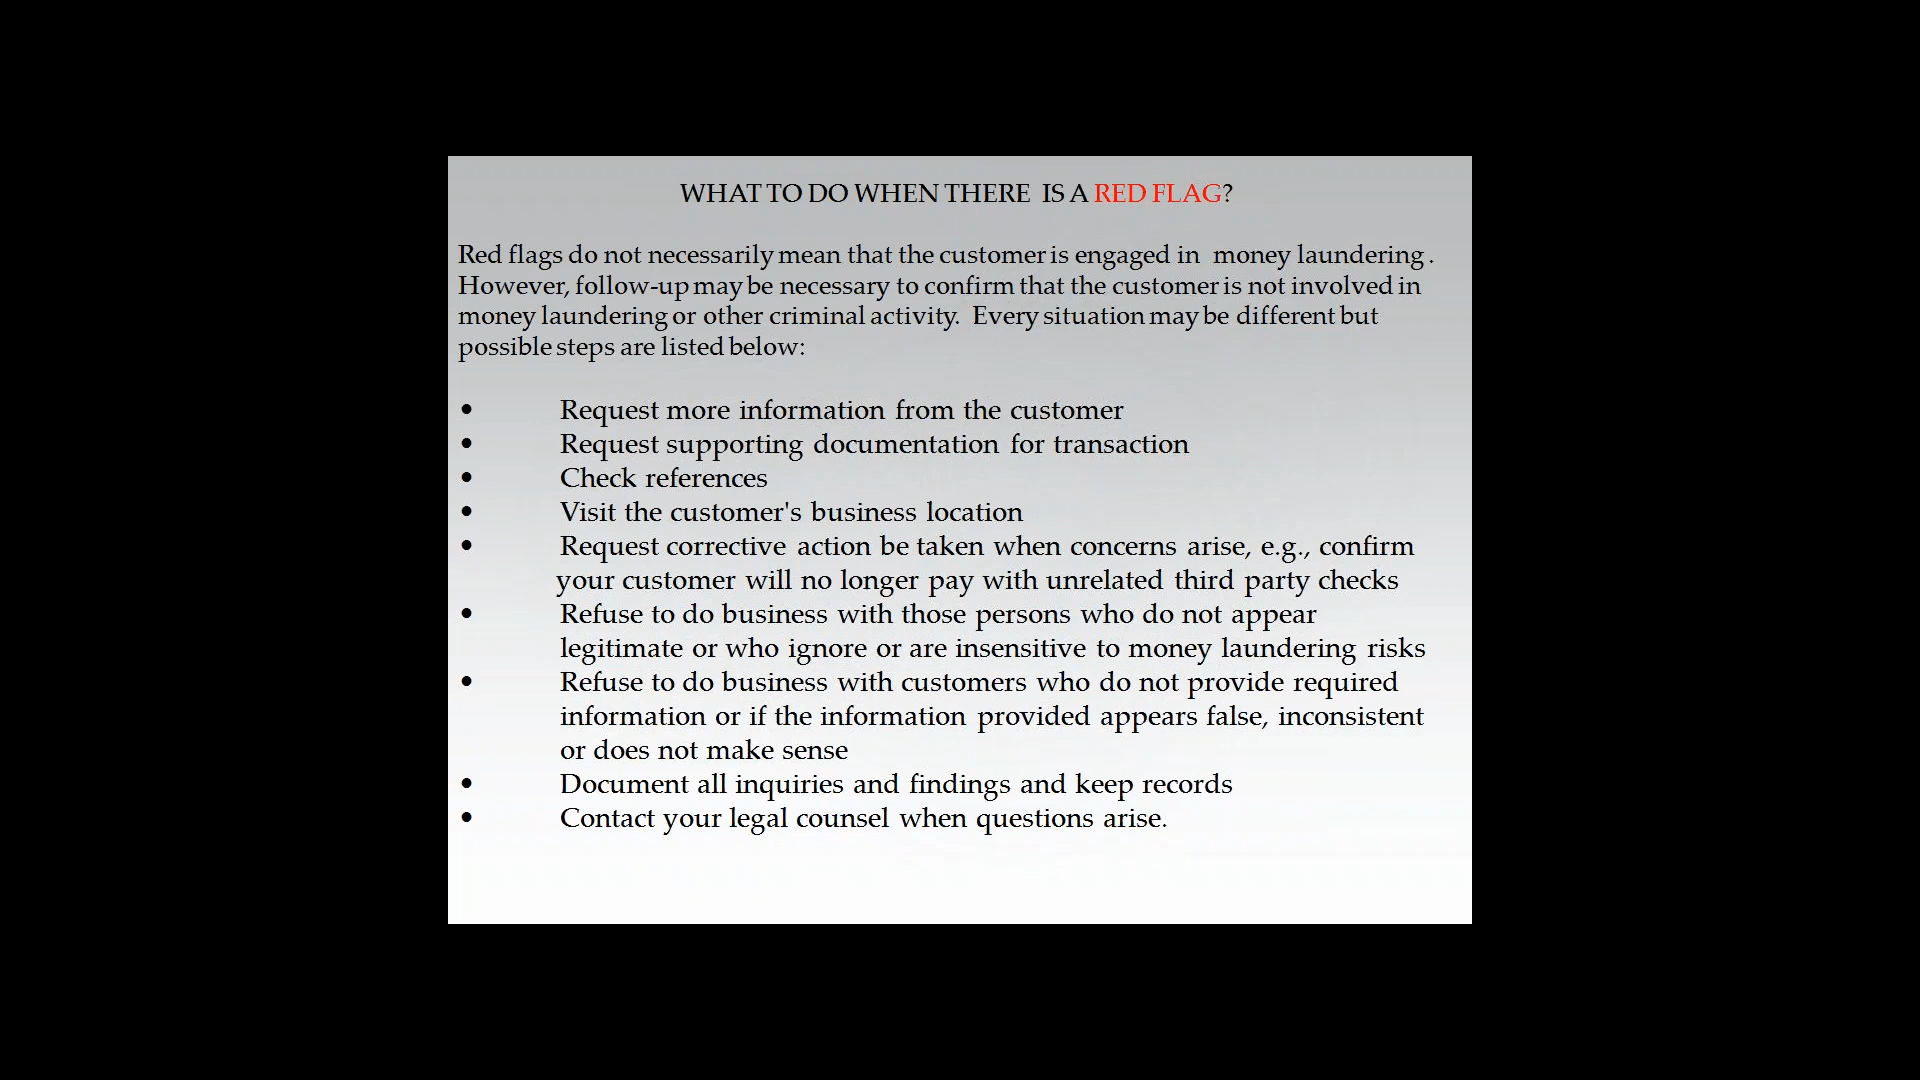 WHAT TO DO WHEN THERE IS A RED FLAG?
Red flags do not necessarily mean that the customer is engaged in money laundering .
However, follow-up may be necessary to confirm that the customer is not involved in
money laundering or other criminal activity. Every situation may be different but
possible steps are listed below:
• Request more information from the customer
• Request supporting documentation for transaction
• Check references
• Visit the customer's business location
• Request corrective action be taken when concerns arise, e.g., confirm
your customer will no longer pay with unrelated third party checks
• Refuse to do business with those persons who do not appear
legitimate or who ignore or are insensitive to money laundering risks
• Refuse to do business with customers who do not provide required
information or if the information provided appears false, inconsistent
or does not make sense
• Document all inquiries and findings and keep records
• Contact your legal counsel when questions arise.